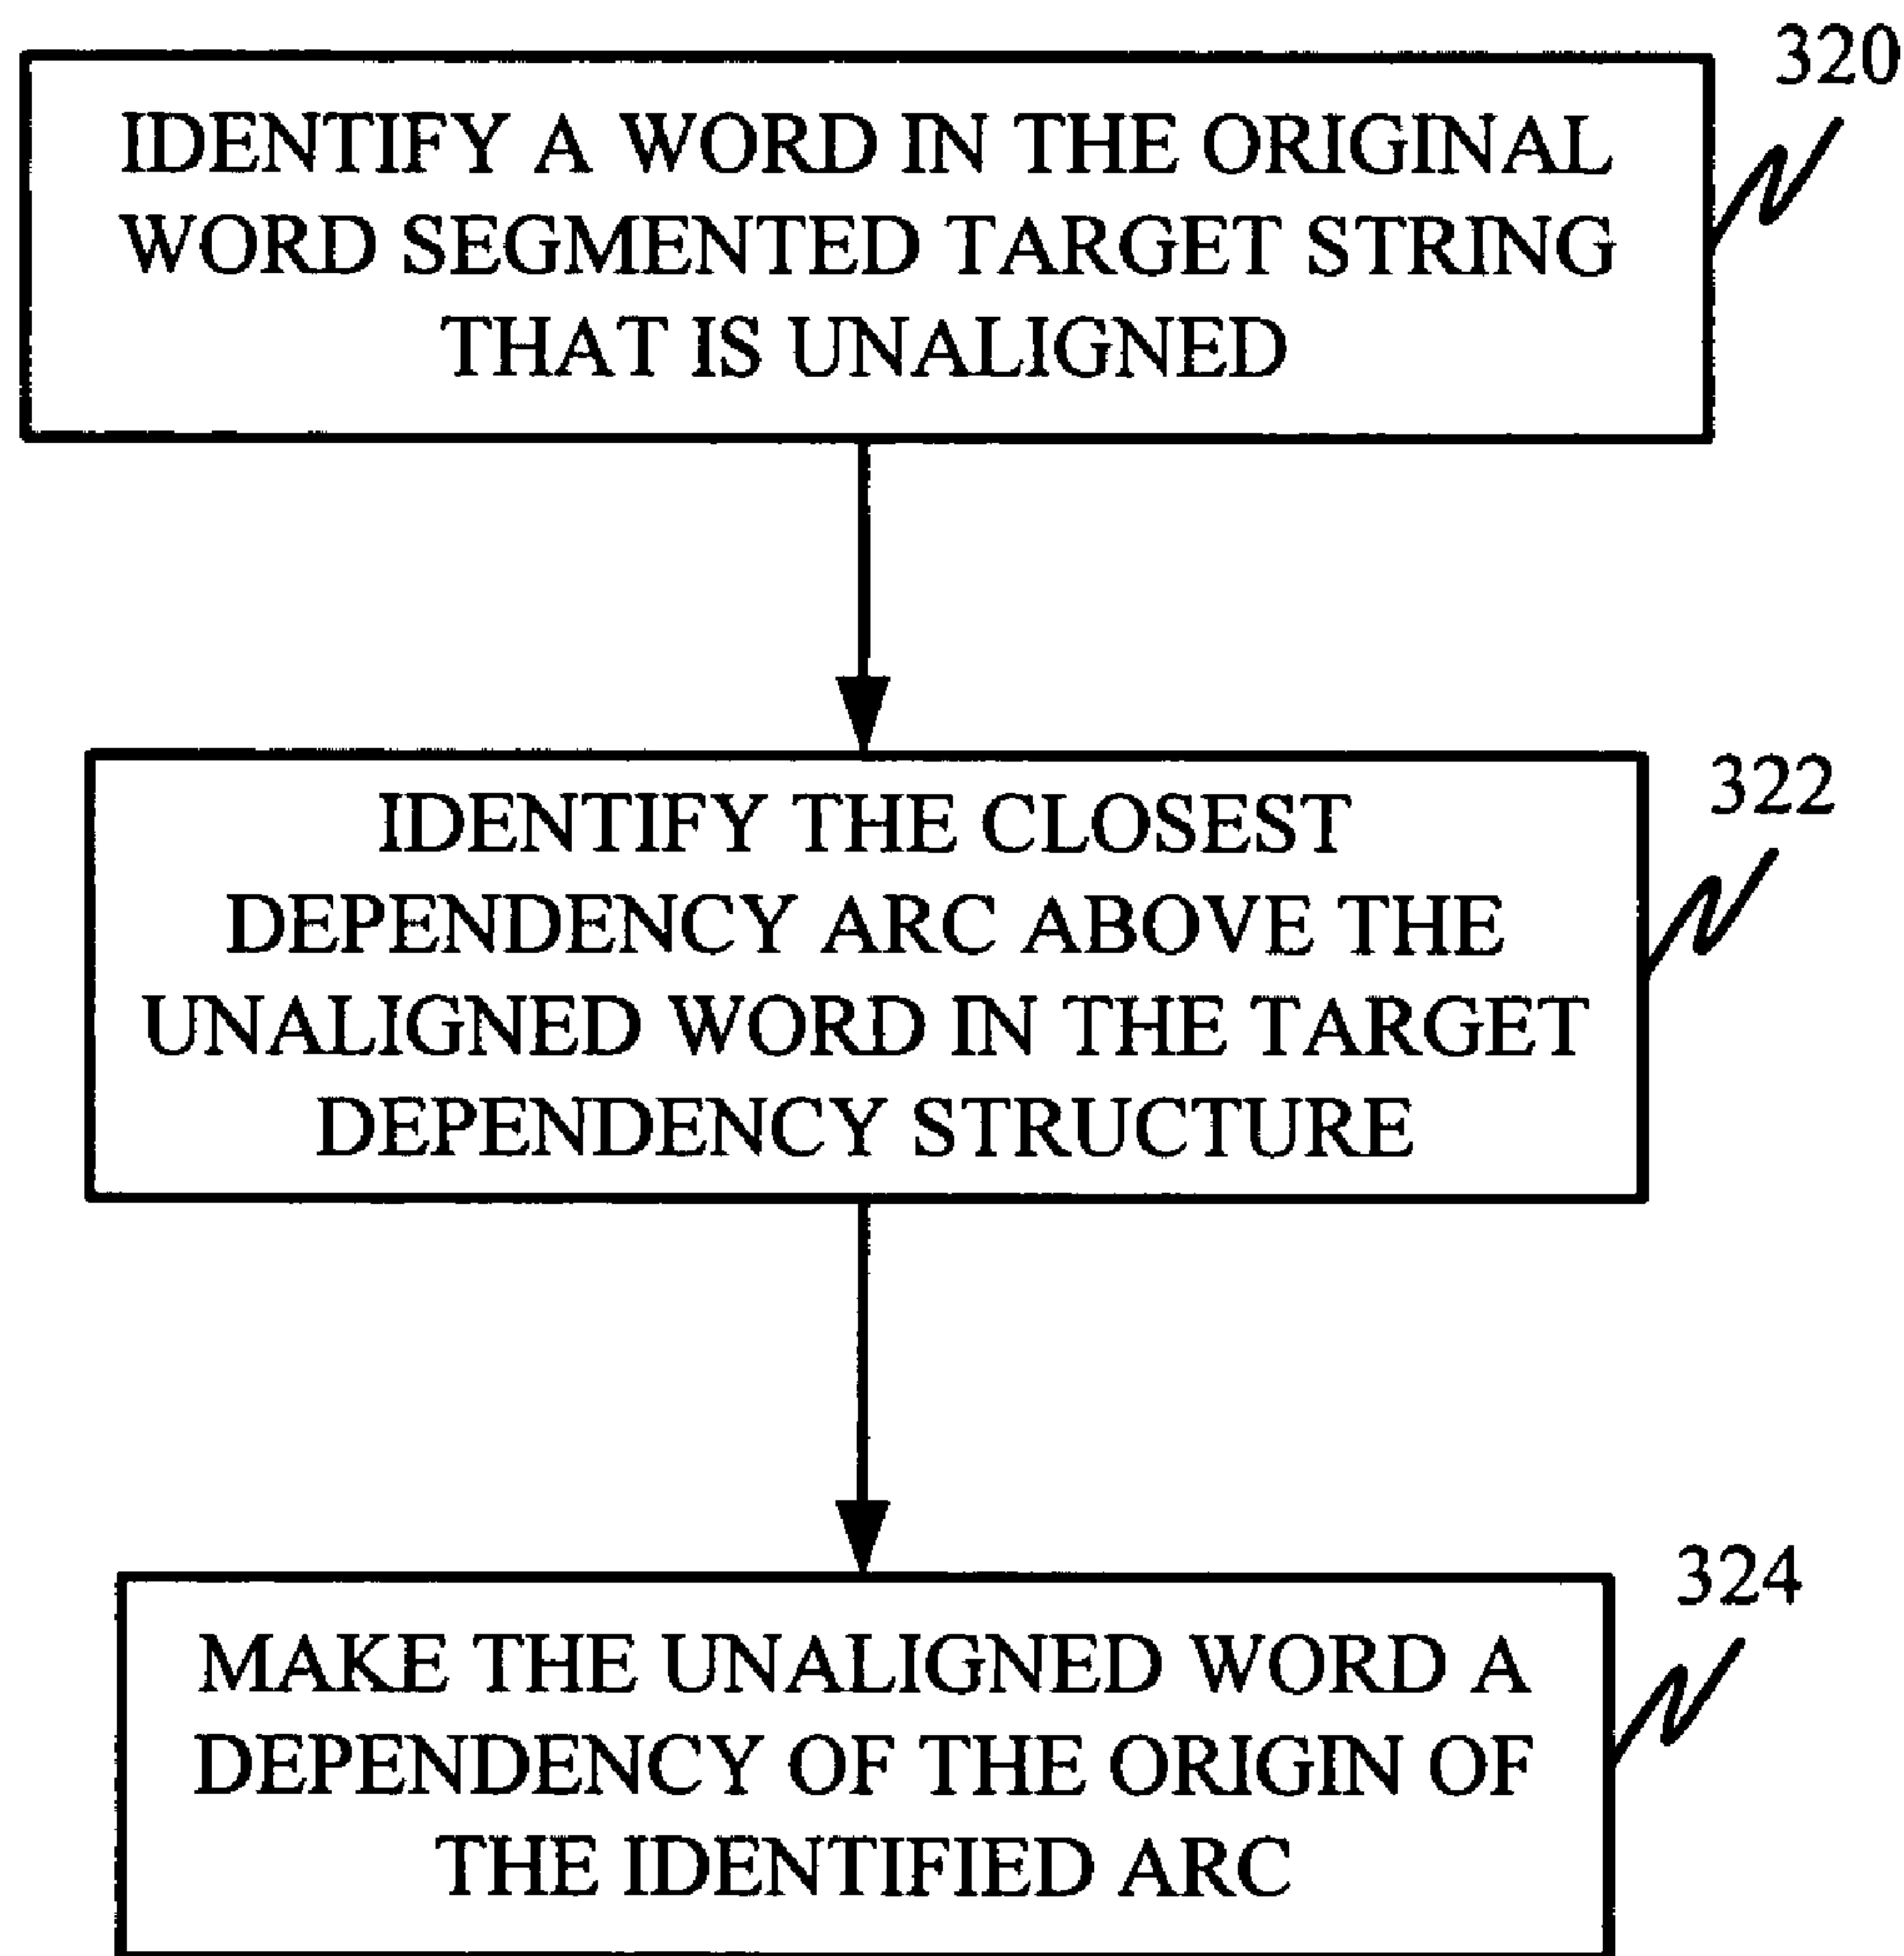 320
IDENTIFY A WORD IN THE ORIGINAL
WORD SEGMENTED TARGET STRING
THAT IS UNALIGNED
322
IDENTIFY THE CLOSEST
DEPENDENCY ARC ABOVE THE
UNALIGNED WORD IN THE TARGET
DEPENDENCY STRUCTURE
324
MAKE THE UNALIGNED WORD A
DEPENDENCY OF THE ORIGIN OF
THE IDENTIFIED ARC